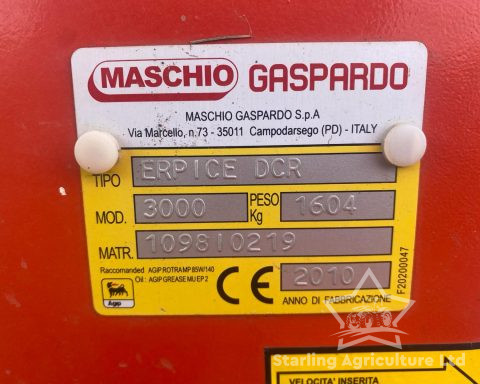 MASCHIO GASPARDO
MASCHIO GASPARDO S.p.A
Via Marcello, n.73 - 35011 Campodarsego (PD) - ITALY
TIPO ERPICE DCR
MOD. 3000 PESO Kg 1604
MATR. 109810219
Raccomanded AGIP ROTRA MP 85W/140
Oil: AGIP GREASE MU EP 2
Agip
CE 2010
ANNO DI FABBRICAZIONE
F20200047
Starling Agriculture Ltd
VELOCITA' INSERITA